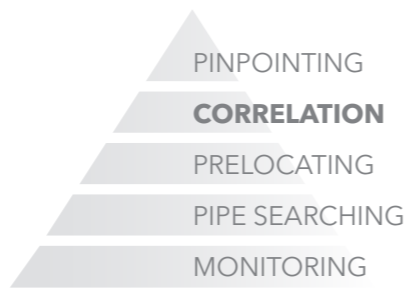 PINPOINTING
CORRELATION
PRELOCATING
PIPE SEARCHING
MONITORING